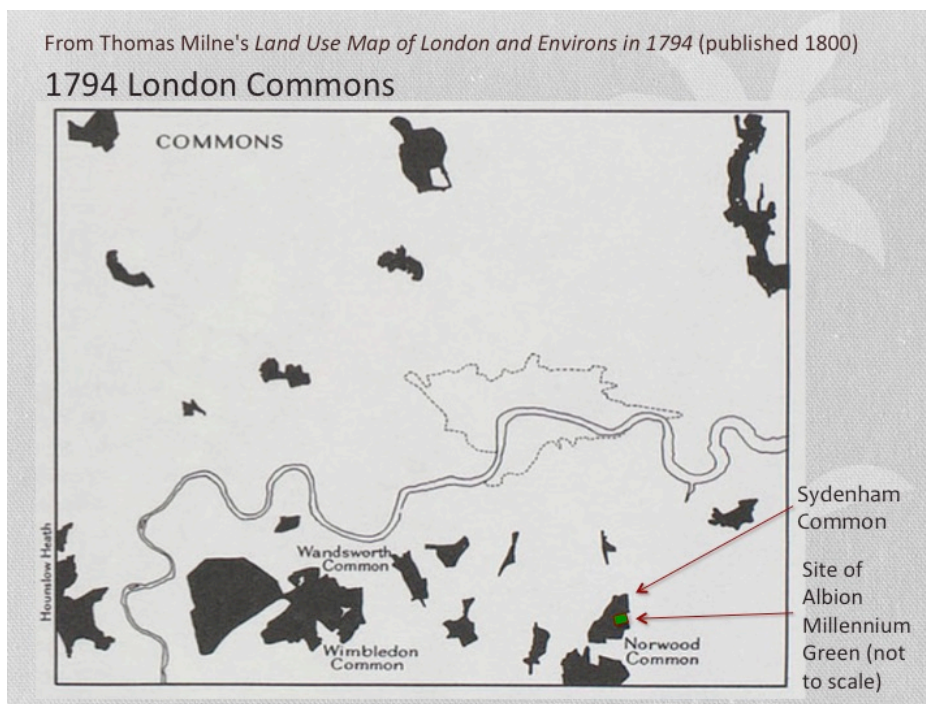 From Thomas Milne's Land Use Map of London and Environs in 1794 (published 1800)
1794 London Commons
COMMONS
Sydenham
Common
Hounslow Heath
Wandsworth
Common
Site of
Albion
Millennium
Green (not
to scale)
Wimbledon
Common
Norwood
Common